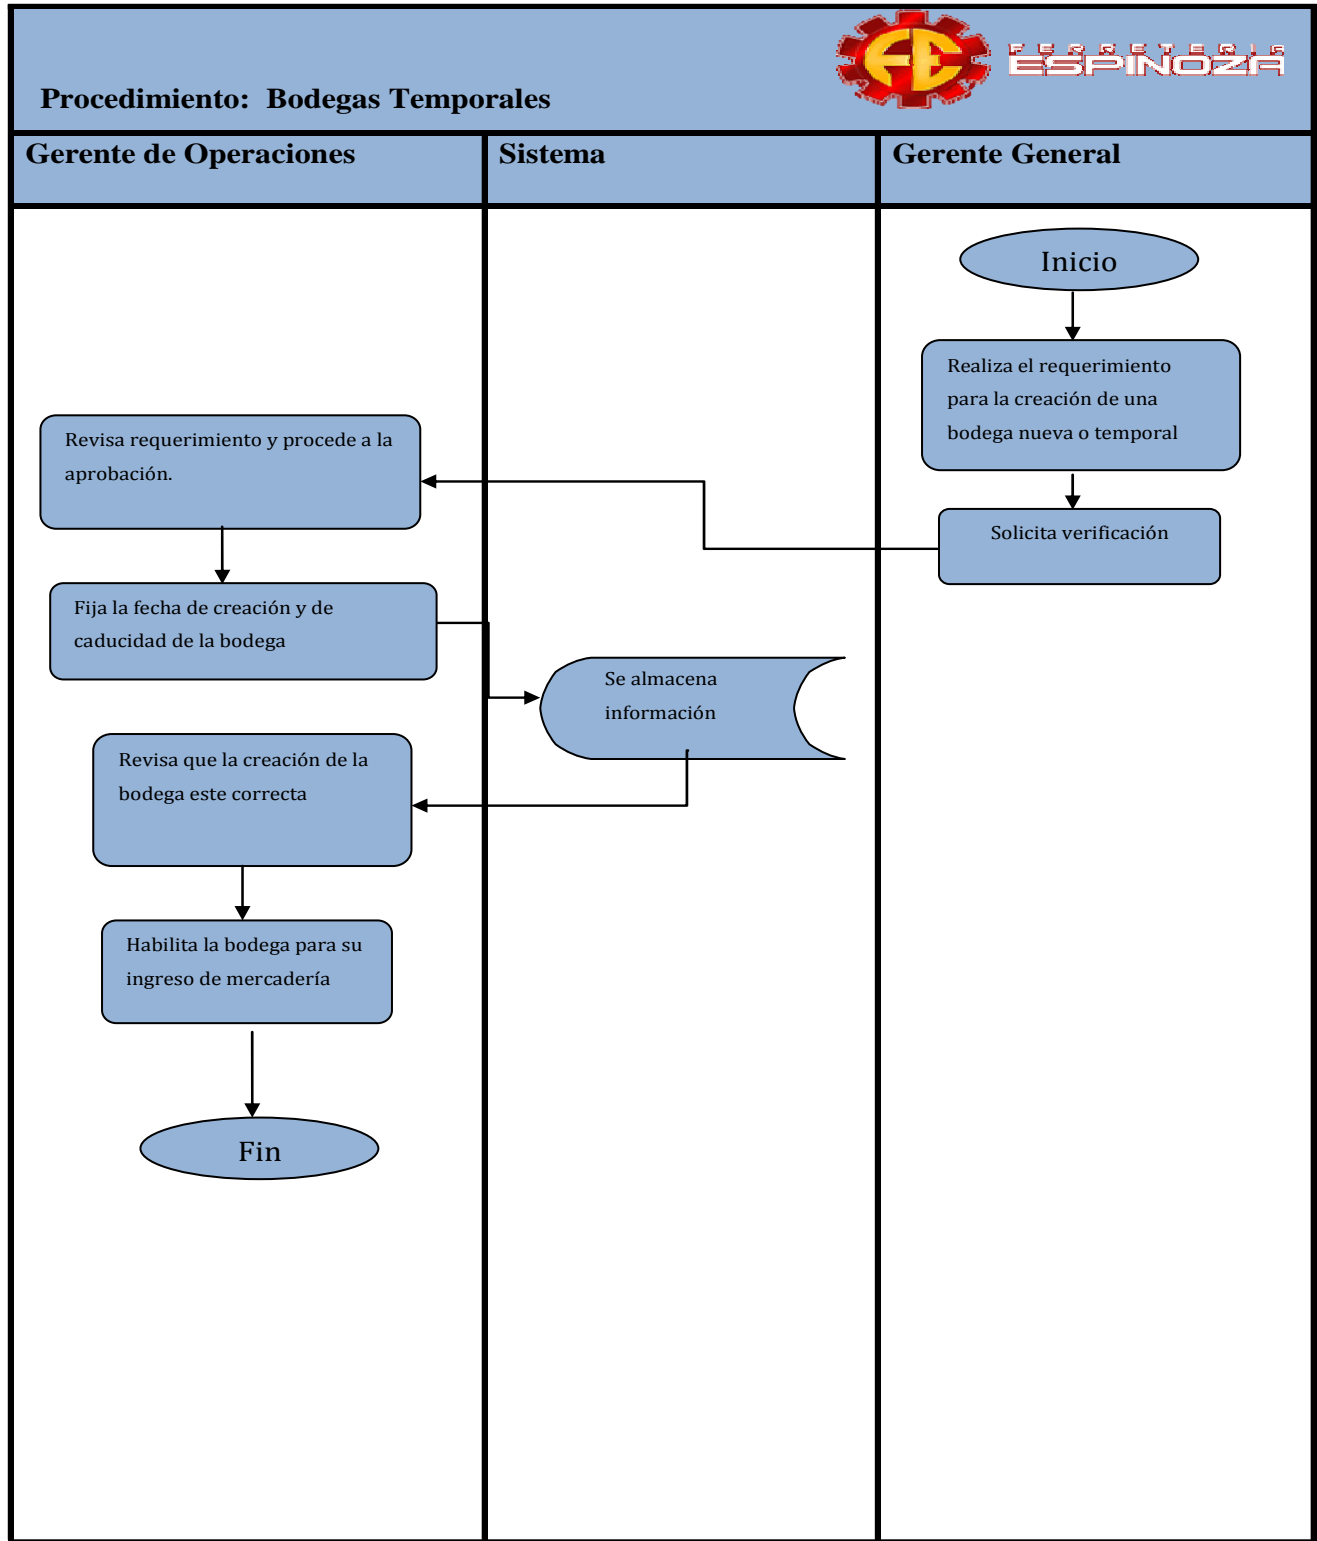 FERRETERIA
ESPINOZA
Procedimiento: Bodegas Temporales
Gerente de Operaciones
Sistema
Gerente General
Inicio
Realiza el requerimiento
para la creación de una
bodega nueva o temporal
Solicita verificación
Revisa requerimiento y procede a la
aprobación.
Fija la fecha de creación y de
caducidad de la bodega
Se almacena
información
Revisa que la creación de la
bodega este correcta
Habilita la bodega para su
ingreso de mercadería
Fin